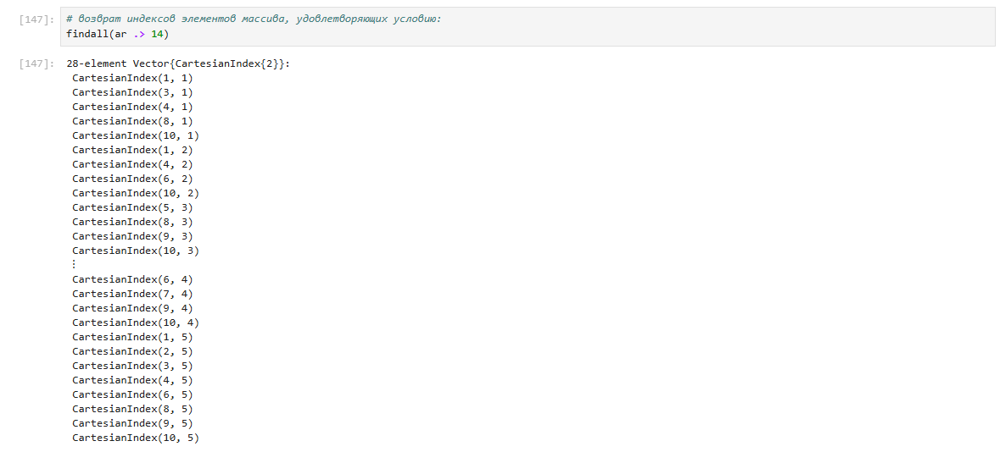 [147]: # возврат индексов элементов массива, удовлетворяющих условию:
findall(ar .> 14)
[147]: 28-element Vector{CartesianIndex{2}}:
CartesianIndex(1, 1)
CartesianIndex(3, 1)
CartesianIndex(4, 1)
CartesianIndex(8, 1)
CartesianIndex(10, 1)
CartesianIndex(1, 2)
CartesianIndex(4, 2)
CartesianIndex(6, 2)
CartesianIndex(10, 2)
CartesianIndex(5, 3)
CartesianIndex(8, 3)
CartesianIndex(9, 3)
CartesianIndex(10, 3)
⋮
CartesianIndex(6, 4)
CartesianIndex(7, 4)
CartesianIndex(9, 4)
CartesianIndex(10, 4)
CartesianIndex(1, 5)
CartesianIndex(2, 5)
CartesianIndex(3, 5)
CartesianIndex(4, 5)
CartesianIndex(6, 5)
CartesianIndex(8, 5)
CartesianIndex(9, 5)
CartesianIndex(10, 5)